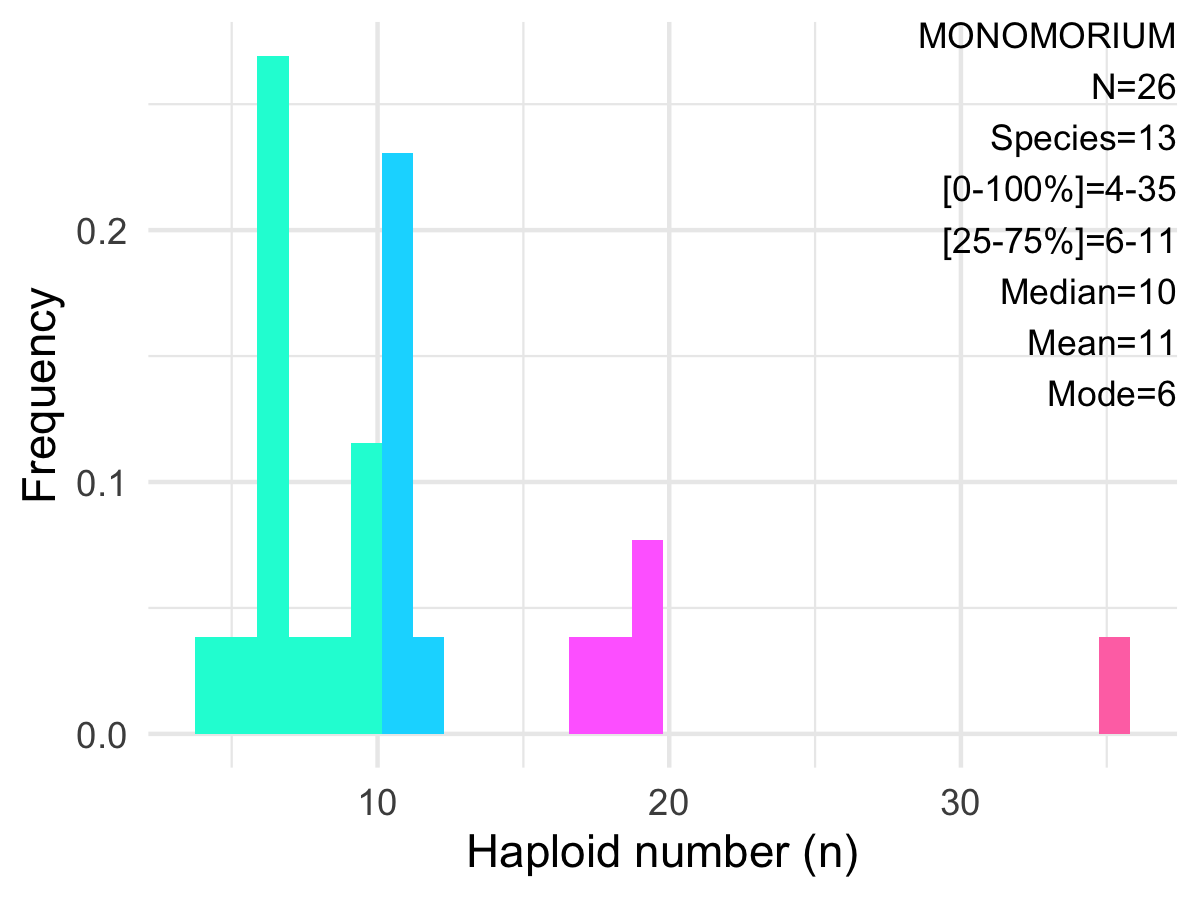 MONOMORIUM
N=26
Species=13
[0-100%]=4-35
[25-75%]=6-11
Median=10
Mean=11
Mode=6
Frequency
0.2
0.1
0.0
10 20 30
Haploid number (n)